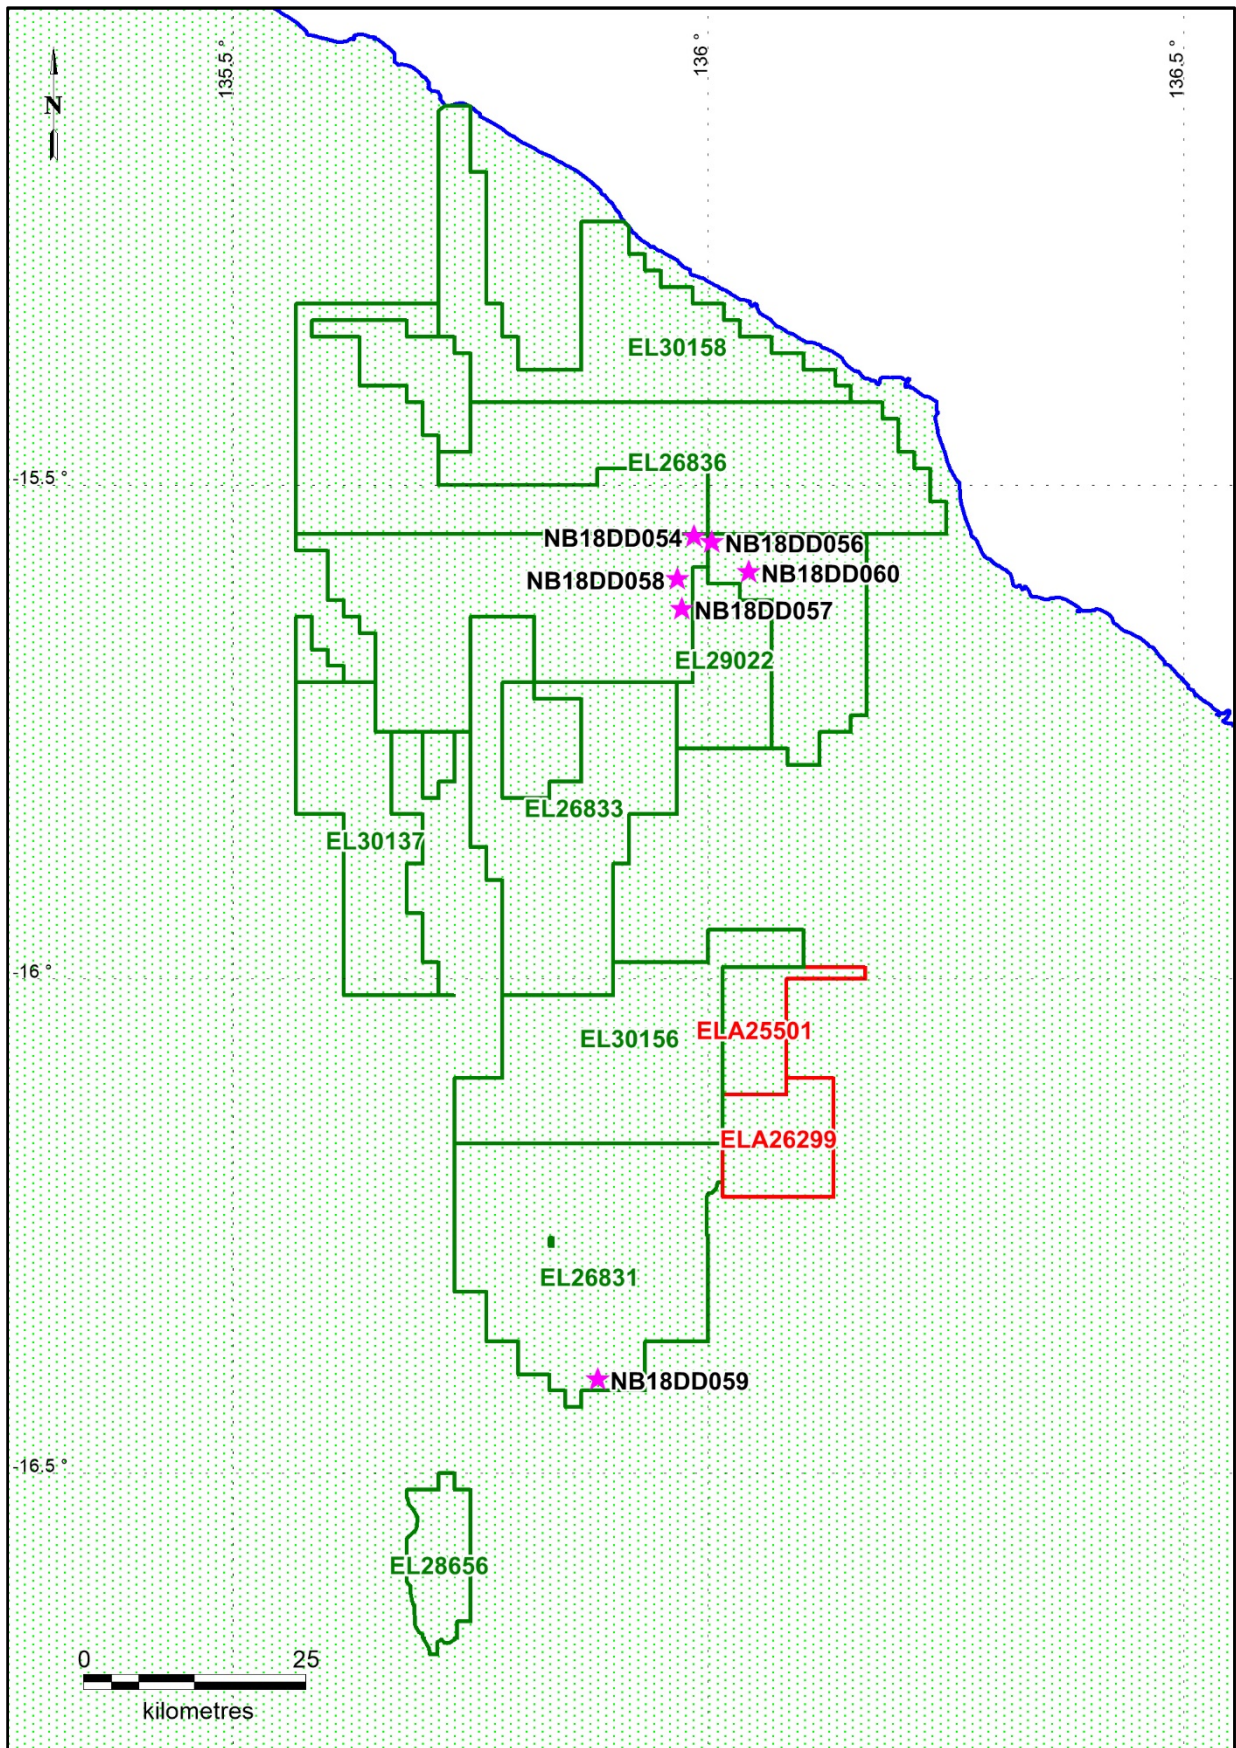 135.5 °
136 °
136.5 °
N
EL30158
EL26836
-15.5 °
NB18DD054
NB18DD056
NB18DD058
NB18DD060
NB18DD057
EL29022
EL26833
EL30137
-16 °
ELA25501
EL30156
ELA26299
EL26831
NB18DD059
-16.5 °
EL28656
0 25
kilometres